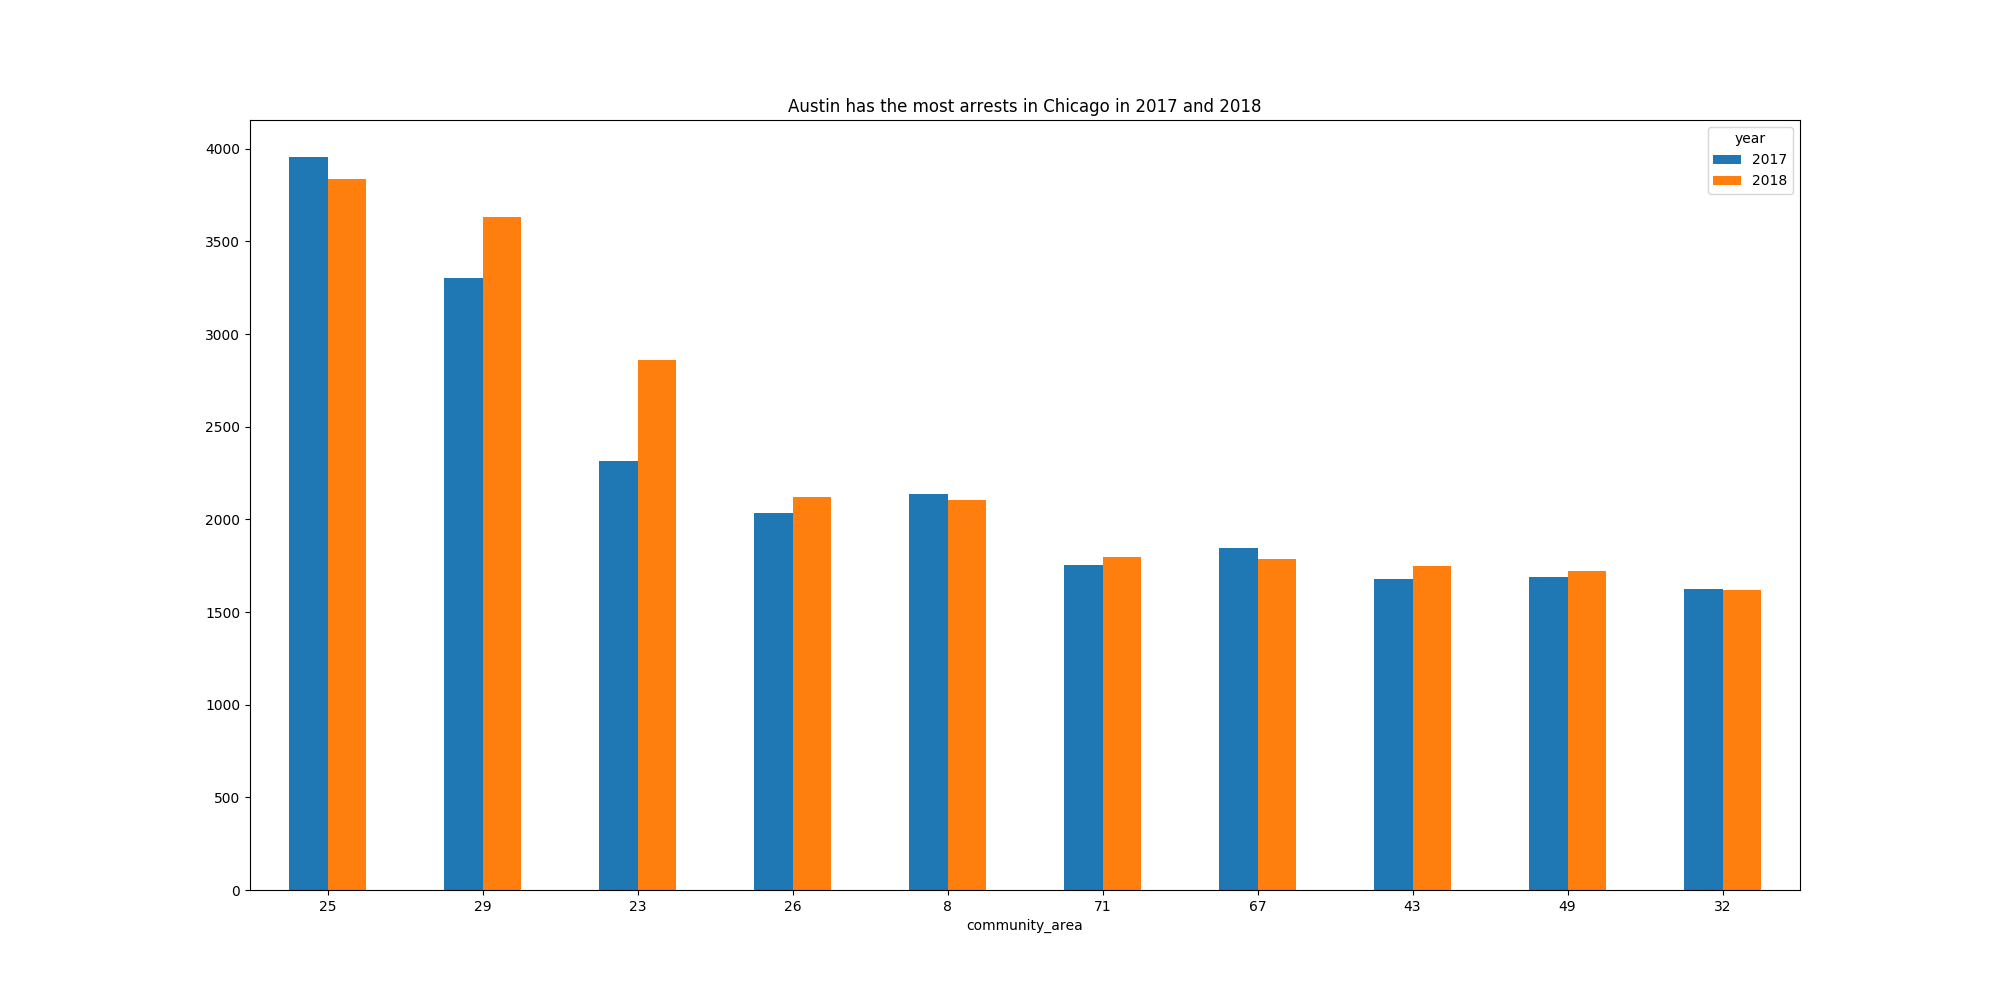 Austin has the most arrests in Chicago in 2017 and 2018
year
2017
2018
4000
3500
3000
2500
2000
1500
1000
500
0
25 29 23 26 8 71 67 43 49 32
community_area